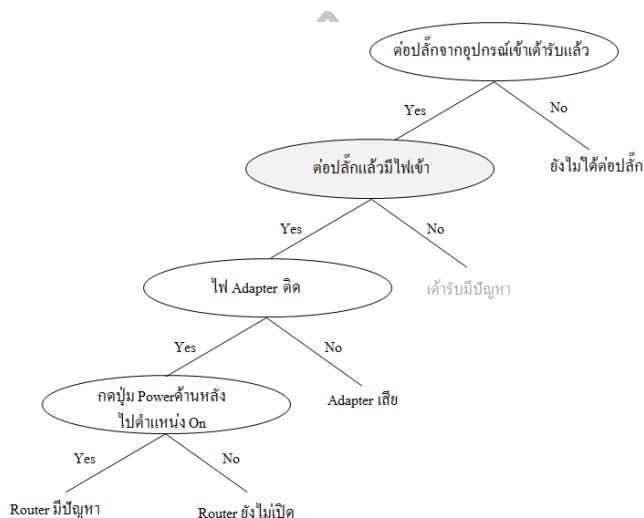 ต่อปลั๊กจากอุปกรณ์เข้าเต้ารับแล้ว
Yes
No
ต่อปลั๊กแล้วมีไฟเข้า
ยังไม่ได้ต่อปลั๊ก
Yes
No
ไฟ Adapter ติด
เต้ารับมีปัญหา
Yes
No
กดปุ่ม Powerด้านหลัง
ไปตำแหน่ง On
Adapter เสีย
Yes
No
Router มีปัญหา
Router ยังไม่เปิด